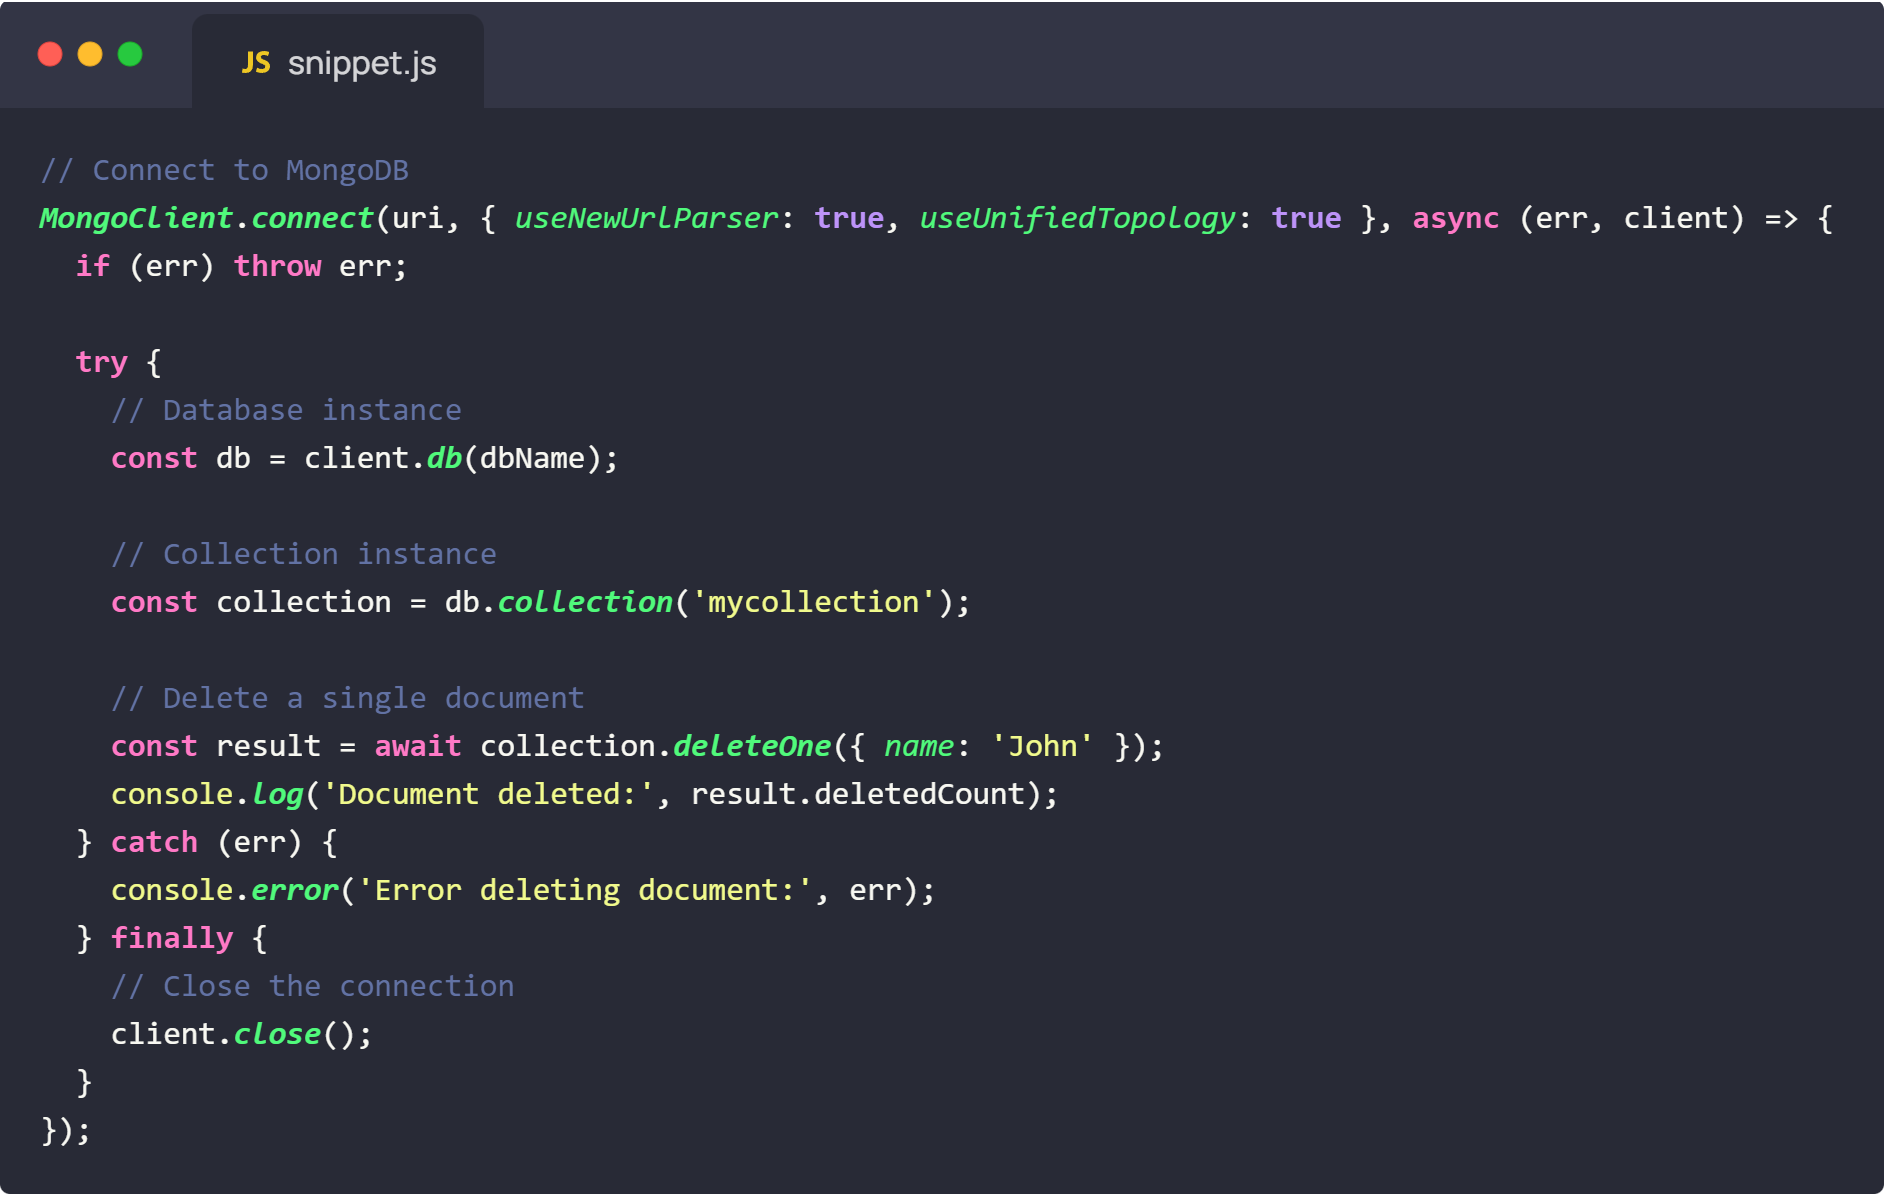 JS snippet.js
// Connect to MongoDB
MongoClient.connect(uri, { useNewUrlParser: true, useUnifiedTopology: true }, async (err, client) => {
  if (err) throw err;

  try {
    // Database instance
    const db = client.db(dbName);

    // Collection instance
    const collection = db.collection('mycollection');

    // Delete a single document
    const result = await collection.deleteOne({ name: 'John' });
    console.log('Document deleted:', result.deletedCount);
  } catch (err) {
    console.error('Error deleting document:', err);
  } finally {
    // Close the connection
    client.close();
  }
});